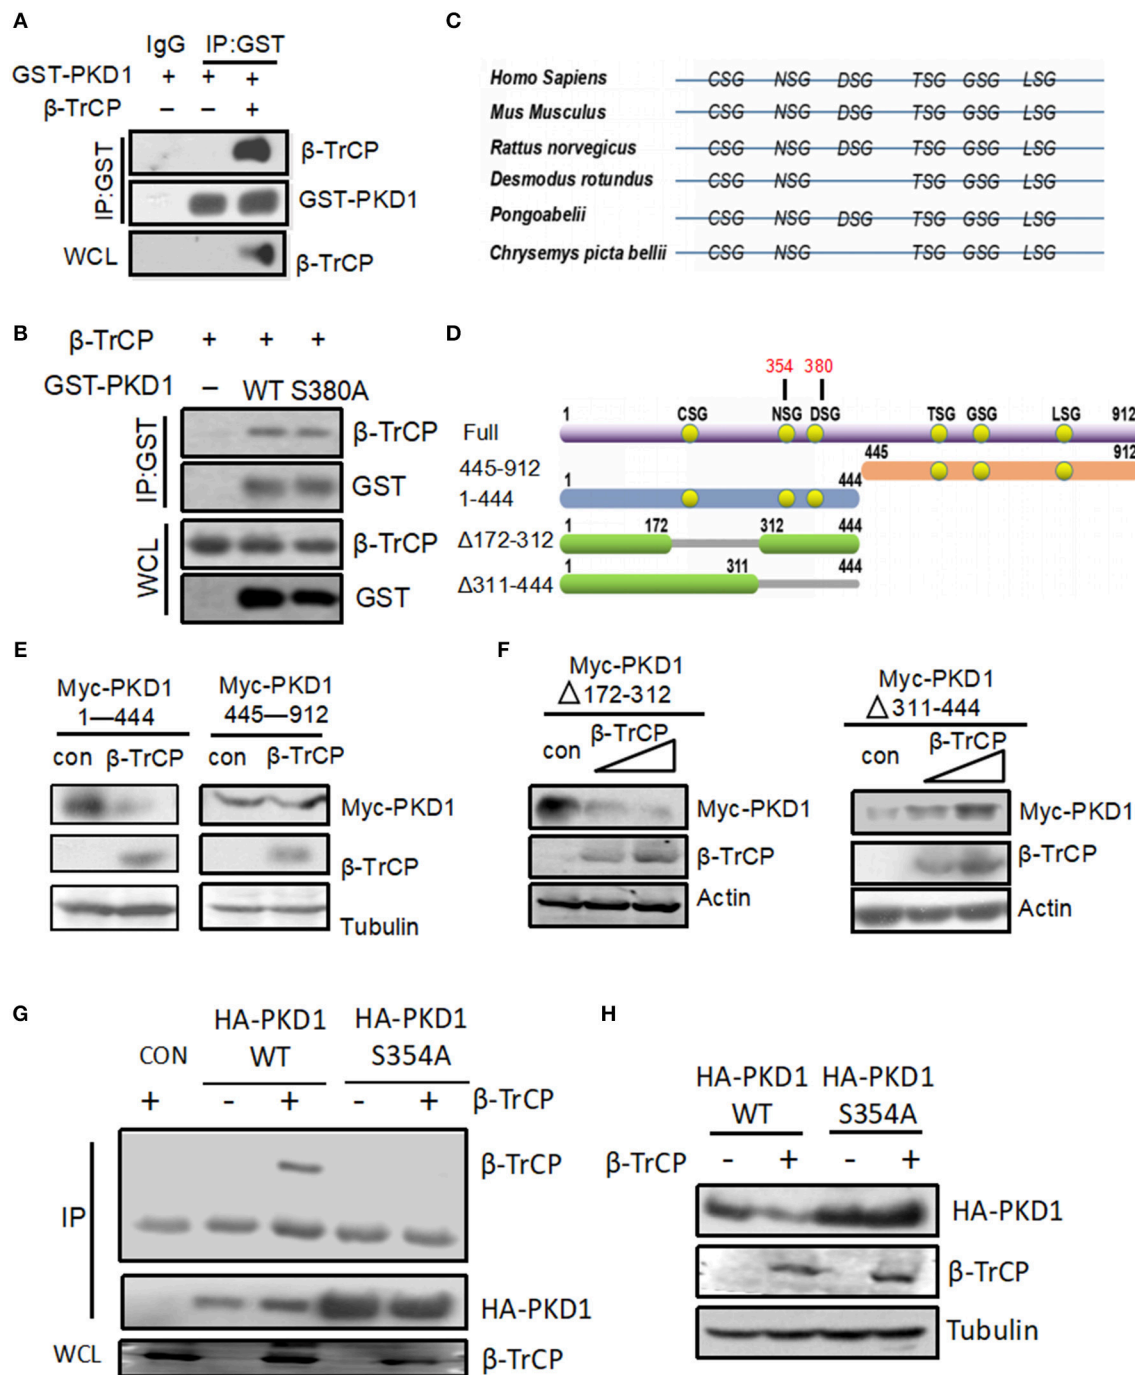 A
IgG IP:GST
GST-PKD1 + + +
β-TrCP – – +
IP:GST
β-TrCP
GST-PKD1
WCL
β-TrCP
C
Homo Sapiens CSG NSG DSG TSG GSG LSG
Mus Musculus CSG NSG DSG TSG GSG LSG
Rattus norvegicus CSG NSG DSG TSG GSG LSG
Desmodus rotundus CSG NSG TSG GSG LSG
Pongoabelii CSG NSG DSG TSG GSG LSG
Chrysemys picta bellii CSG NSG TSG GSG LSG
B
β-TrCP + + +
GST-PKD1 – WT S380A
IP:GST
β-TrCP
GST
WCL
β-TrCP
GST
D
354 380
1 CSG NSG DSG TSG GSG LSG 912
Full
445 912
445-912
1-444
1 444
1 172 312 444
Δ172-312
1 311 444
Δ311-444
E
Myc-PKD1 1—444
Myc-PKD1 445—912
con β-TrCP con β-TrCP
Myc-PKD1
β-TrCP
Tubulin
F
Myc-PKD1
△172-312
con β-TrCP
Myc-PKD1
β-TrCP
Actin
Myc-PKD1
△311-444
con β-TrCP
Myc-PKD1
β-TrCP
Actin
G
CON HA-PKD1 WT HA-PKD1 S354A
+ - + - + β-TrCP
IP
β-TrCP
HA-PKD1
WCL
β-TrCP
H
HA-PKD1 WT HA-PKD1 S354A
β-TrCP - + - +
HA-PKD1
β-TrCP
Tubulin